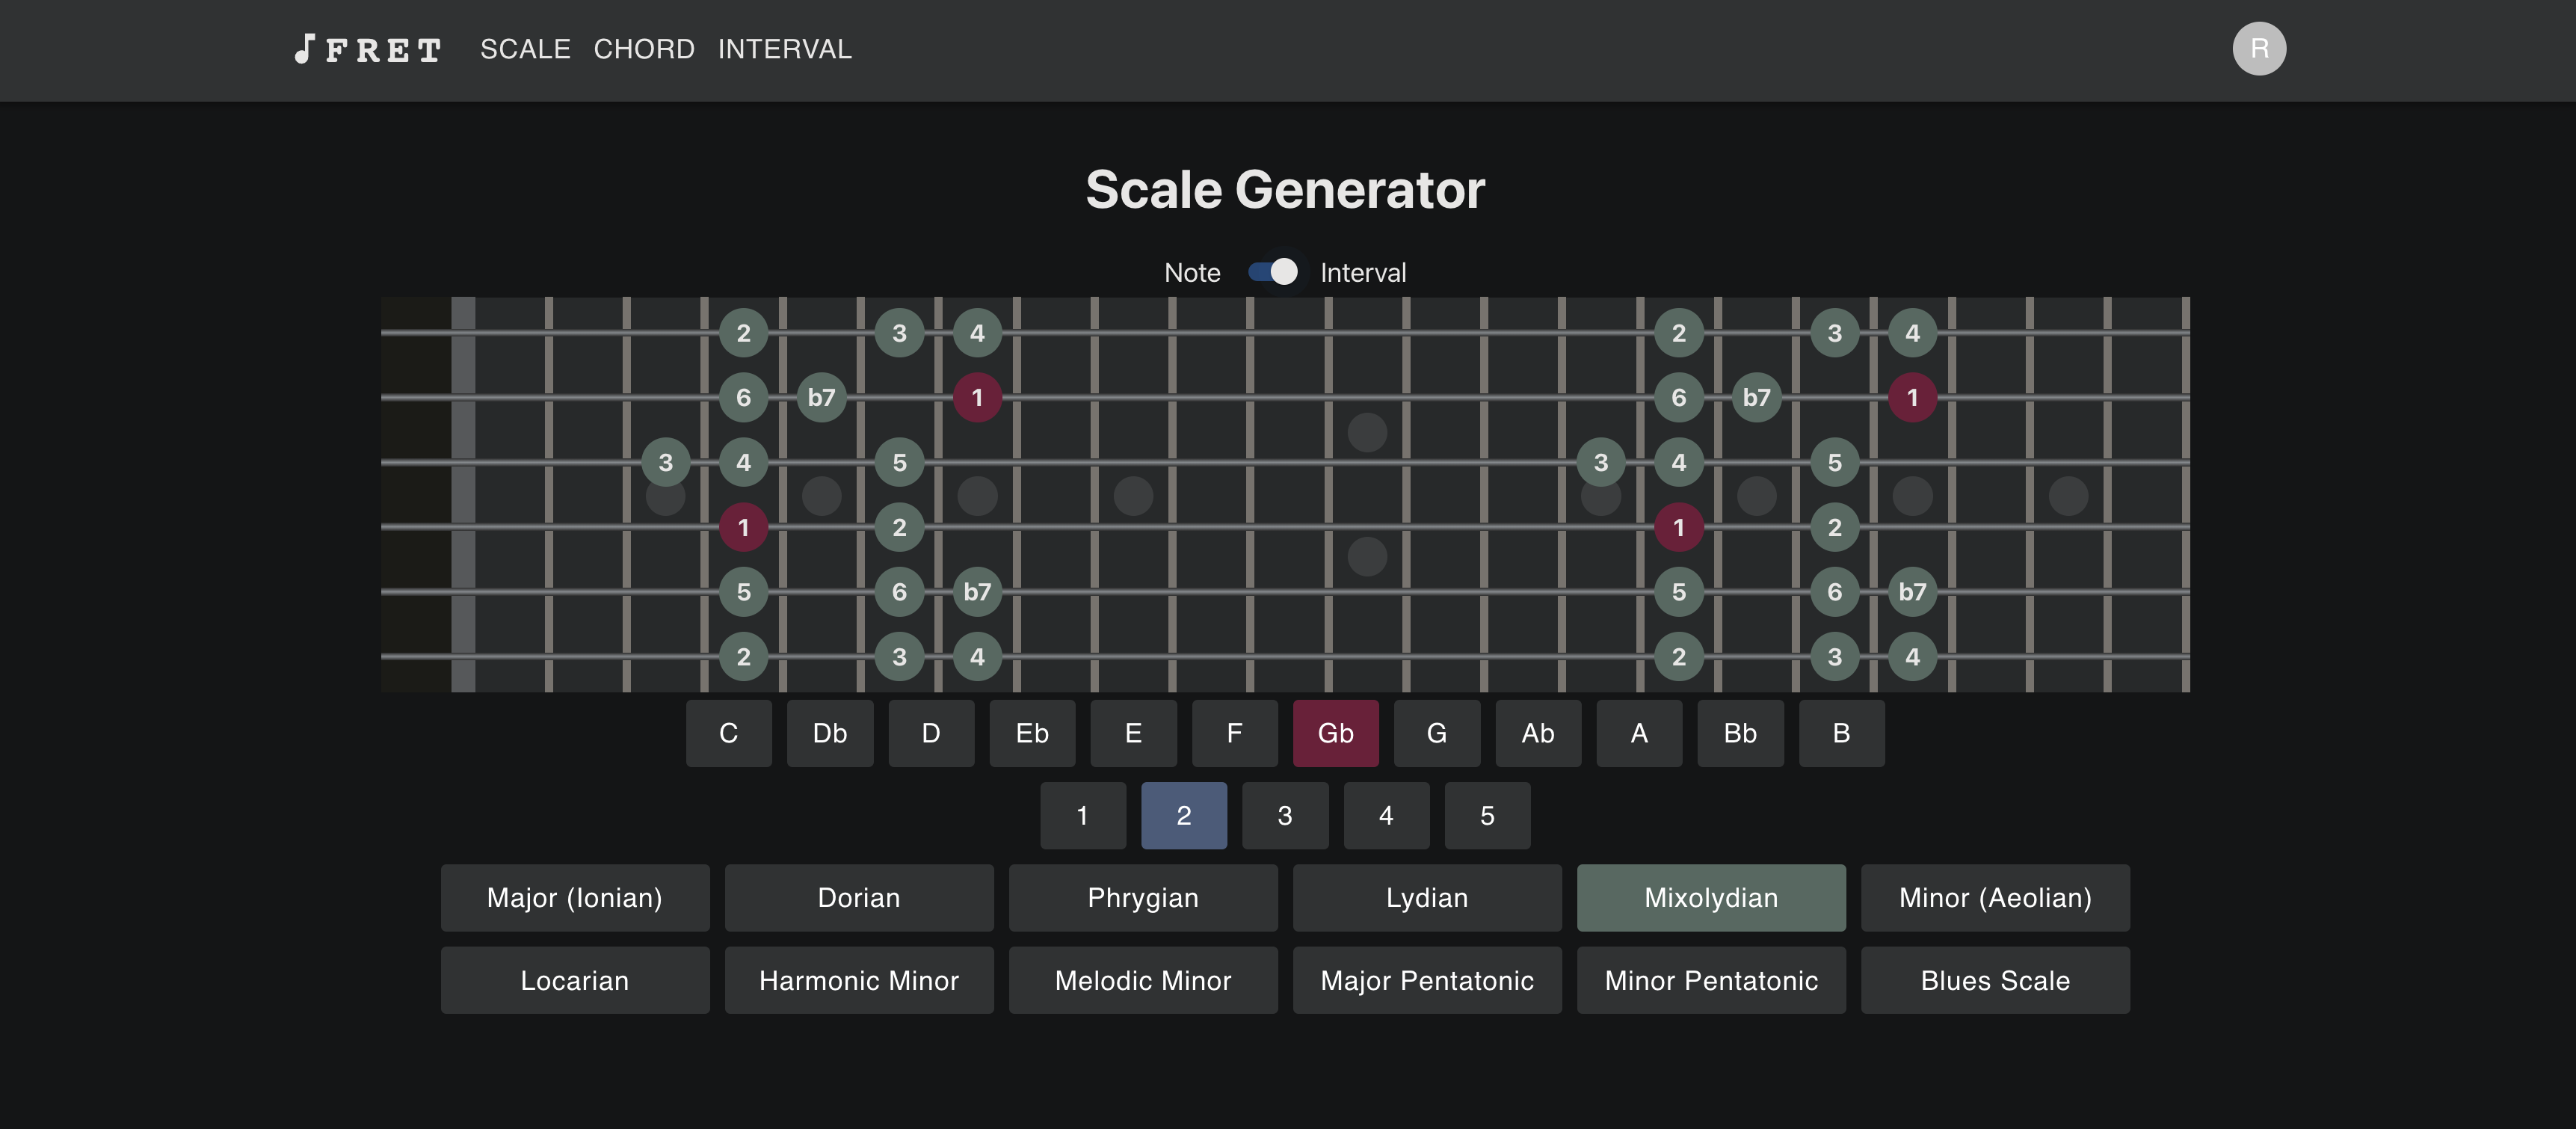 FRET SCALE CHORD INTERVAL R
Scale Generator
Note Interval
2 3 4 2 3 4
6 b7 1 6 b7 1
3 4 5 3 4 5
1 2 1 2
5 6 b7 5 6 b7
2 3 4 2 3 4
C Db D Eb E F Gb G Ab A Bb B
1 2 3 4 5
Major (Ionian) Dorian Phrygian Lydian Mixolydian Minor (Aeolian)
Locarian Harmonic Minor Melodic Minor Major Pentatonic Minor Pentatonic Blues Scale